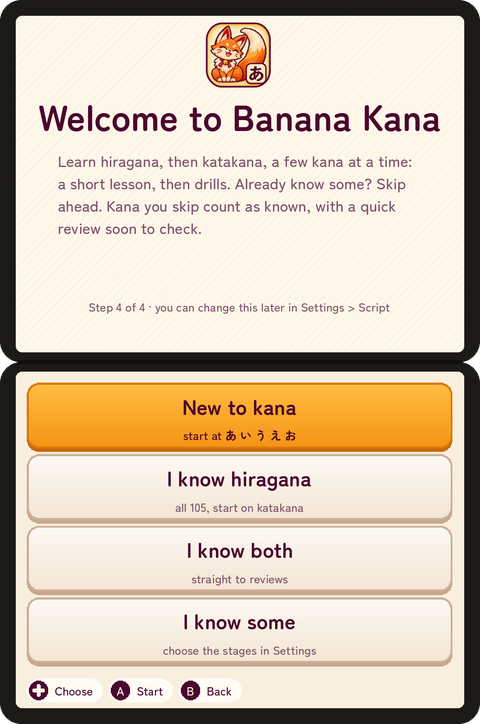 あ
Welcome to Banana Kana
Learn hiragana, then katakana, a few kana at a time:
a short lesson, then drills. Already know some? Skip
ahead. Kana you skip count as known, with a quick
review soon to check.
Step 4 of 4 · you can change this later in Settings > Script
New to kana
start at あ い う え お
I know hiragana
all 105, start on katakana
I know both
straight to reviews
I know some
choose the stages in Settings
Choose
A Start
B Back